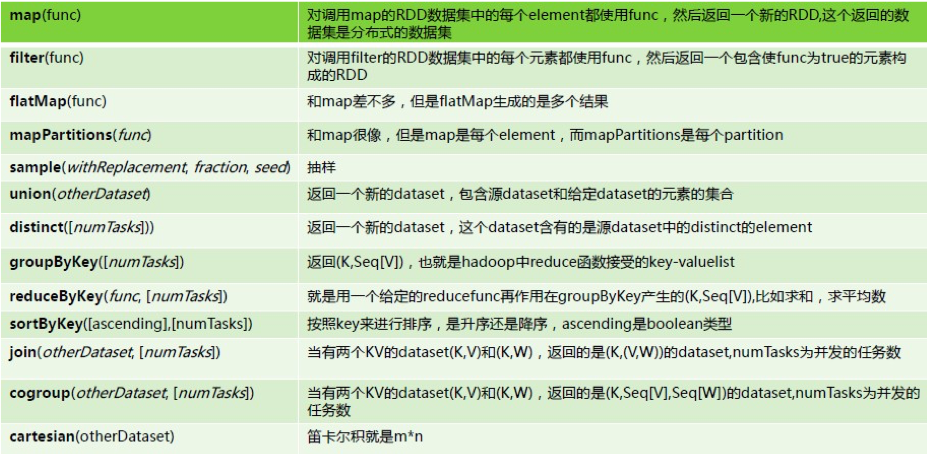 map(func) 对调用map的RDD数据集中的每个element都使用func，然后返回一个新的RDD,这个返回的数
据集是分布式的数据集
filter(func) 对调用filter的RDD数据集中的每个元素都使用func，然后返回一个包含使func为true的元素构
成的RDD
flatMap(func) 和map差不多，但是flatMap生成的是多个结果
mapPartitions(func) 和map很像，但是map是每个element，而mapPartitions是每个partition
sample(withReplacement, fraction, seed) 抽样
union(otherDataset) 返回一个新的dataset，包含源dataset和给定dataset的元素的集合
distinct([numTasks])) 返回一个新的dataset，这个dataset含有的是源dataset中的distinct的element
groupByKey([numTasks]) 返回(K,Seq[V])，也就是hadoop中reduce函数接受的key-valuelist
reduceByKey(func, [numTasks]) 就是用一个给定的reducefunc再作用在groupByKey产生的(K,Seq[V]),比如求和，求平均数
sortByKey([ascending],[numTasks]) 按照key来进行排序，是升序还是降序，ascending是boolean类型
join(otherDataset, [numTasks]) 当有两个KV的dataset(K,V)和(K,W)，返回的是(K,(V,W))的dataset,numTasks为并发的任务数
cogroup(otherDataset, [numTasks]) 当有两个KV的dataset(K,V)和(K,W)，返回的是(K,Seq[V],Seq[W])的dataset,numTasks为并发的
任务数
cartesian(otherDataset) 笛卡尔积就是m*n